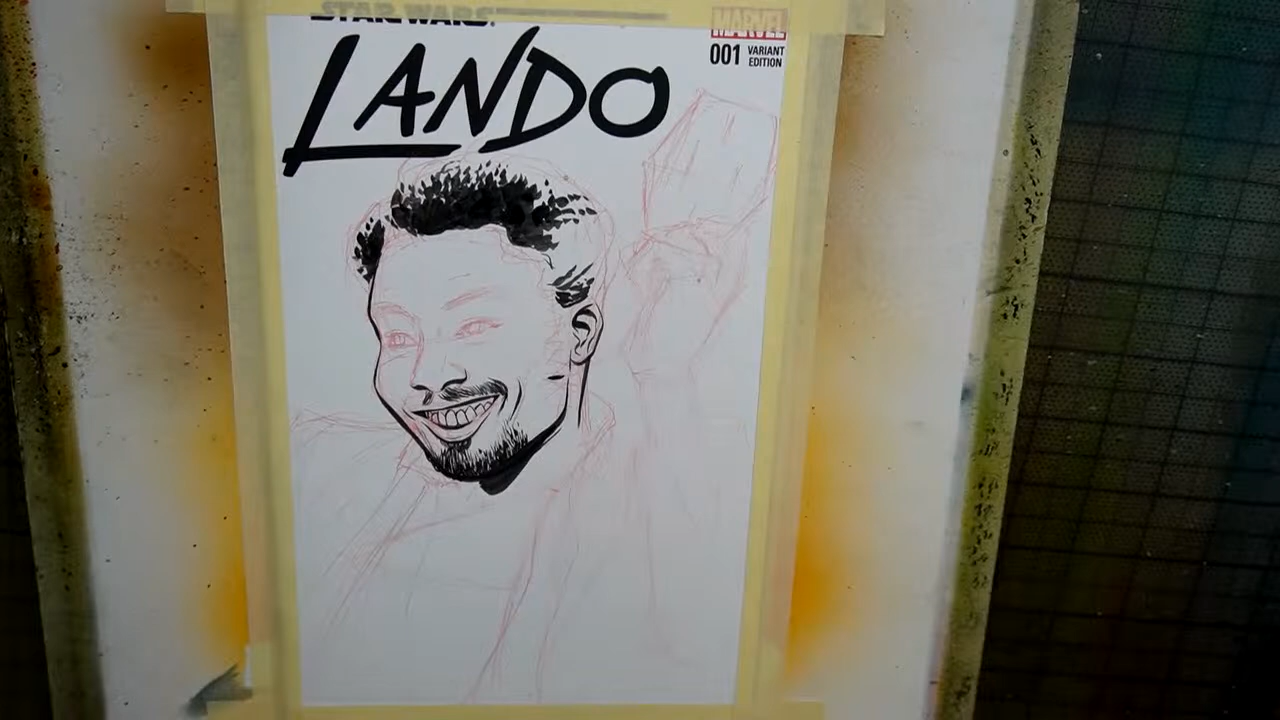 STAR WARS
MARVEL
LANDO
001 VARIANT
EDITION